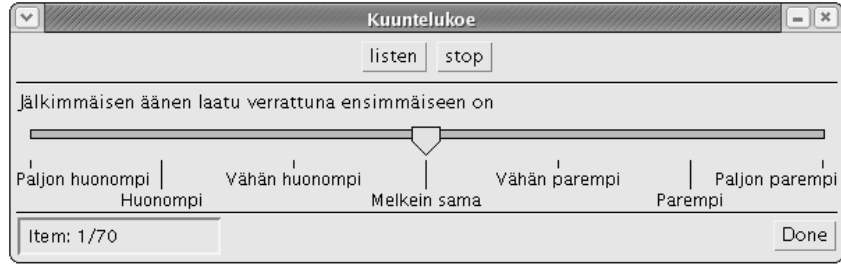 Kuuntelukoe
listen stop
Jälkimmäisen äänen laatu verrattuna ensimmäiseen on
Paljon huonompi Vähän huonompi Vähän parempi Paljon parempi
Huonompi Melkein sama Parempi
Item: 1/70 Done